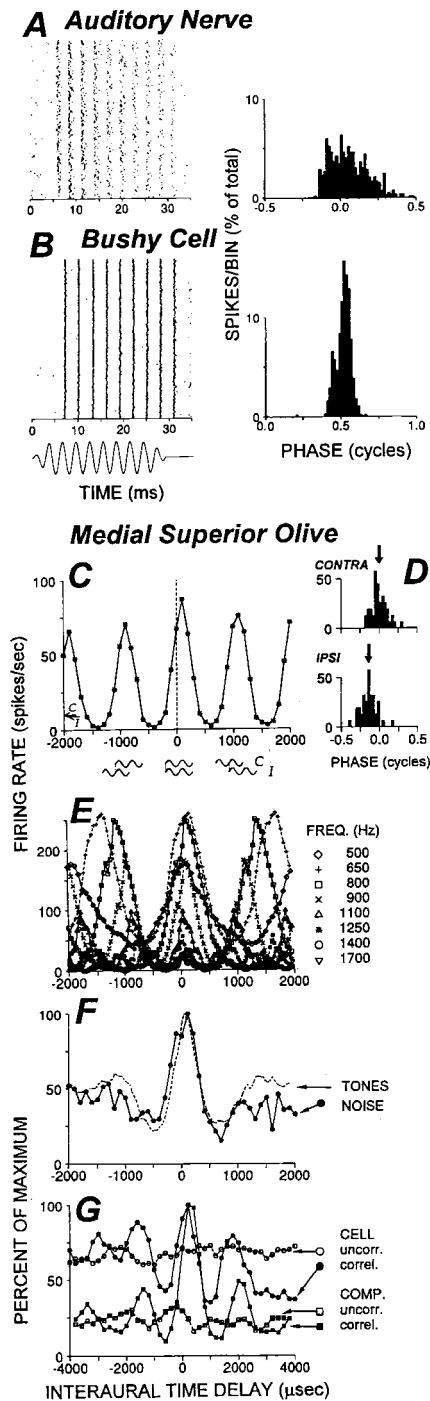 A Auditory Nerve
10
5
0
-0.5 0.0 0.5
0 10 20 30
B Bushy Cell
SPIKES/BIN (% of total)
10
0
0.0 0.5 1.0
PHASE (cycles)
0 10 20 30
TIME (ms)
Medial Superior Olive
C
100
50
0
C
I
-2000 -1000 0 1000 2000
C
I
FIRING RATE (spikes/sec)
D
CONTRA
50
0
IPSI
50
0
-0.5 0.0 0.5
PHASE (cycles)
E
200
100
0
-2000 -1000 0 1000 2000
FREQ. (Hz)
500
650
800
900
1100
1250
1400
1700
F
100
50
0
-2000 -1000 0 1000 2000
TONES
NOISE
PERCENT OF MAXIMUM
G
100
75
50
25
0
-4000 -2000 0 2000 4000
INTERAURAL TIME DELAY (μsec)
CELL
uncorr.
correl.
COMP.
uncorr.
correl.